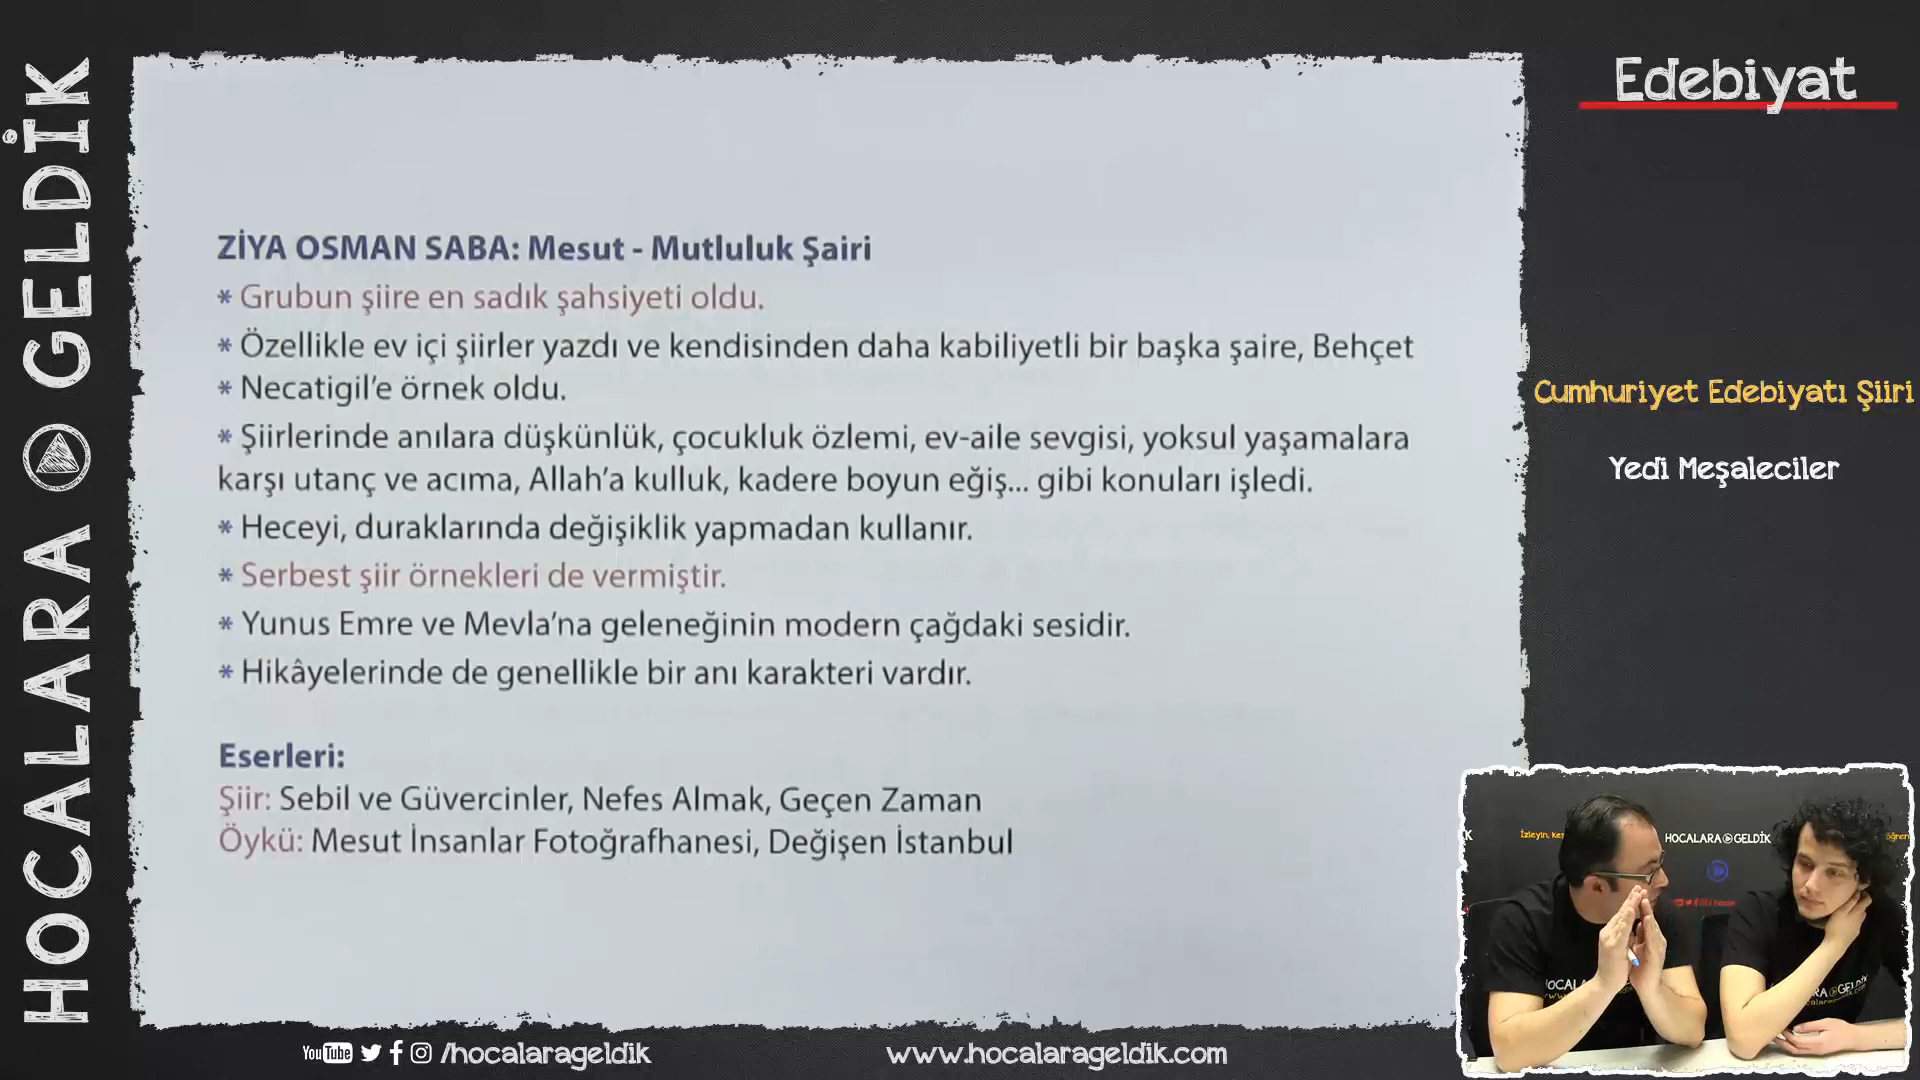 HOCALARA GELDİK
Edebiyat
ZİYA OSMAN SABA: Mesut - Mutluluk Şairi
* Grubun şiire en sadık şahsiyeti oldu.
* Özellikle ev içi şiirler yazdı ve kendisinden daha kabiliyetli bir başka şaire, Behçet
* Necatigil’e örnek oldu.
* Şiirlerinde anılara düşkünlük, çocukluk özlemi, ev-aile sevgisi, yoksul yaşamalara
karşı utanç ve acıma, Allah’a kulluk, kadere boyun eğiş... gibi konuları işledi.
* Heceyi, duraklarında değişiklik yapmadan kullanır.
* Serbest şiir örnekleri de vermiştir.
* Yunus Emre ve Mevla’na geleneğinin modern çağdaki sesidir.
* Hikâyelerinde de genellikle bir anı karakteri vardır.
Eserleri:
Şiir: Sebil ve Güvercinler, Nefes Almak, Geçen Zaman
Öykü: Mesut İnsanlar Fotoğrafhanesi, Değişen İstanbul
Cumhuriyet Edebiyatı Şiiri
Yedi Meşaleciler
HOCALARA GELDİK
YouTube /hocalarageldik
www.hocalarageldik.com